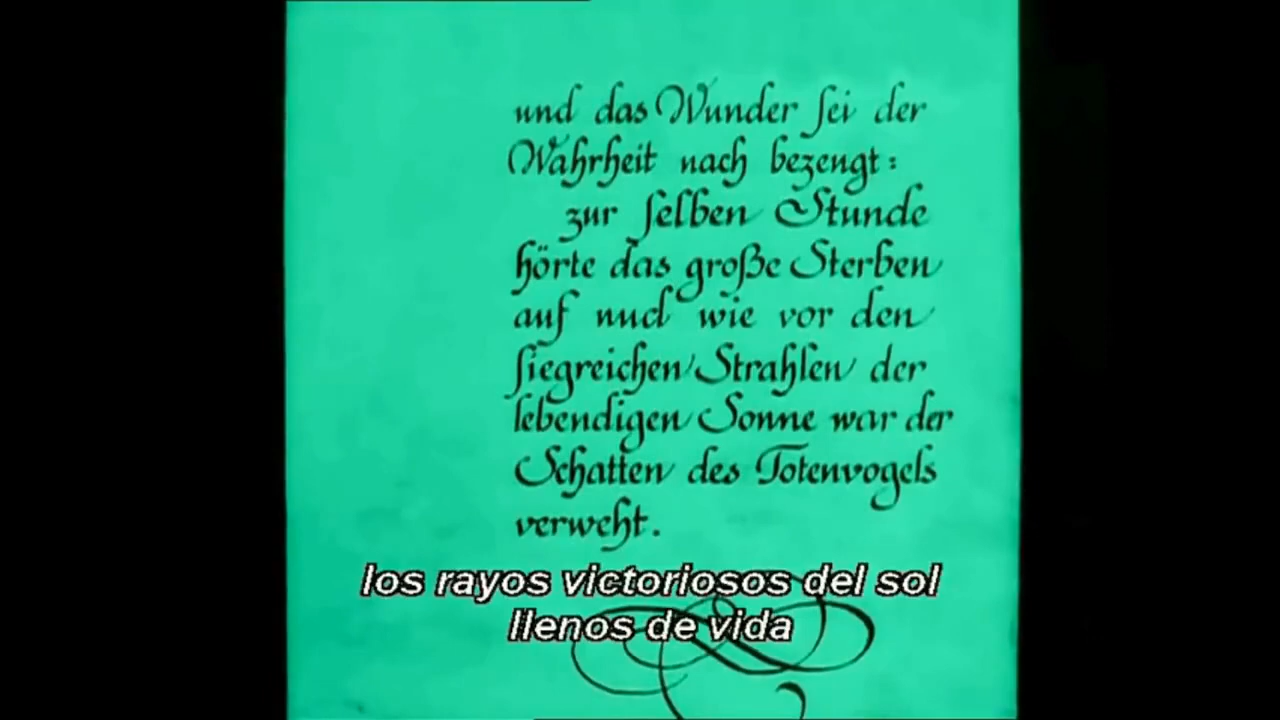 und das Wunder ſei der
Wahrheit nach bezeugt:
zur ſelben Stunde
hörte das große Sterben
auf und wie vor den
ſiegreichen Strahlen der
lebendigen Sonne war der
Schatten des Totenvogels
verweht.
los rayos victoriosos del sol
llenos de vida